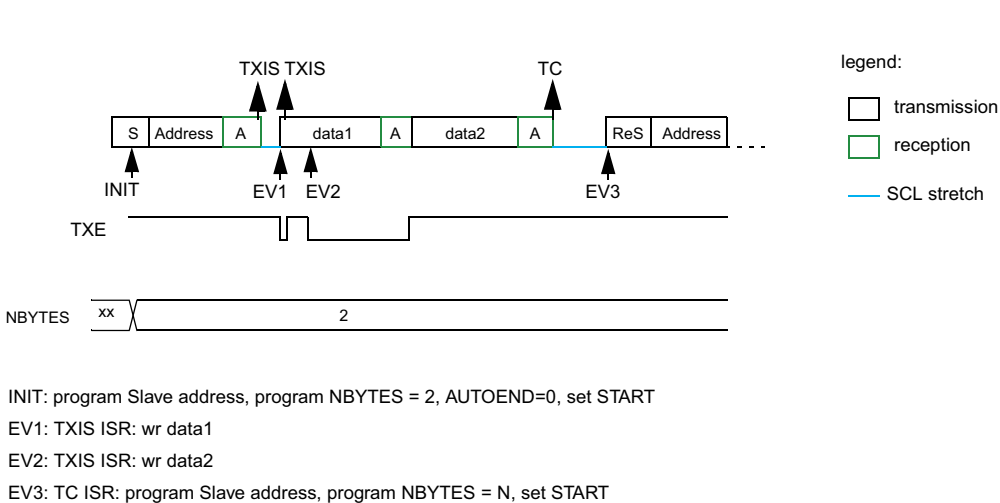 legend:
TXIS TXIS
TC
transmission
S Address A data1 A data2 A ReS Address
reception
INIT
EV1 EV2
EV3
SCL stretch
TXE
NBYTES xx 2
INIT: program Slave address, program NBYTES = 2, AUTOEND=0, set START
EV1: TXIS ISR: wr data1
EV2: TXIS ISR: wr data2
EV3: TC ISR: program Slave address, program NBYTES = N, set START